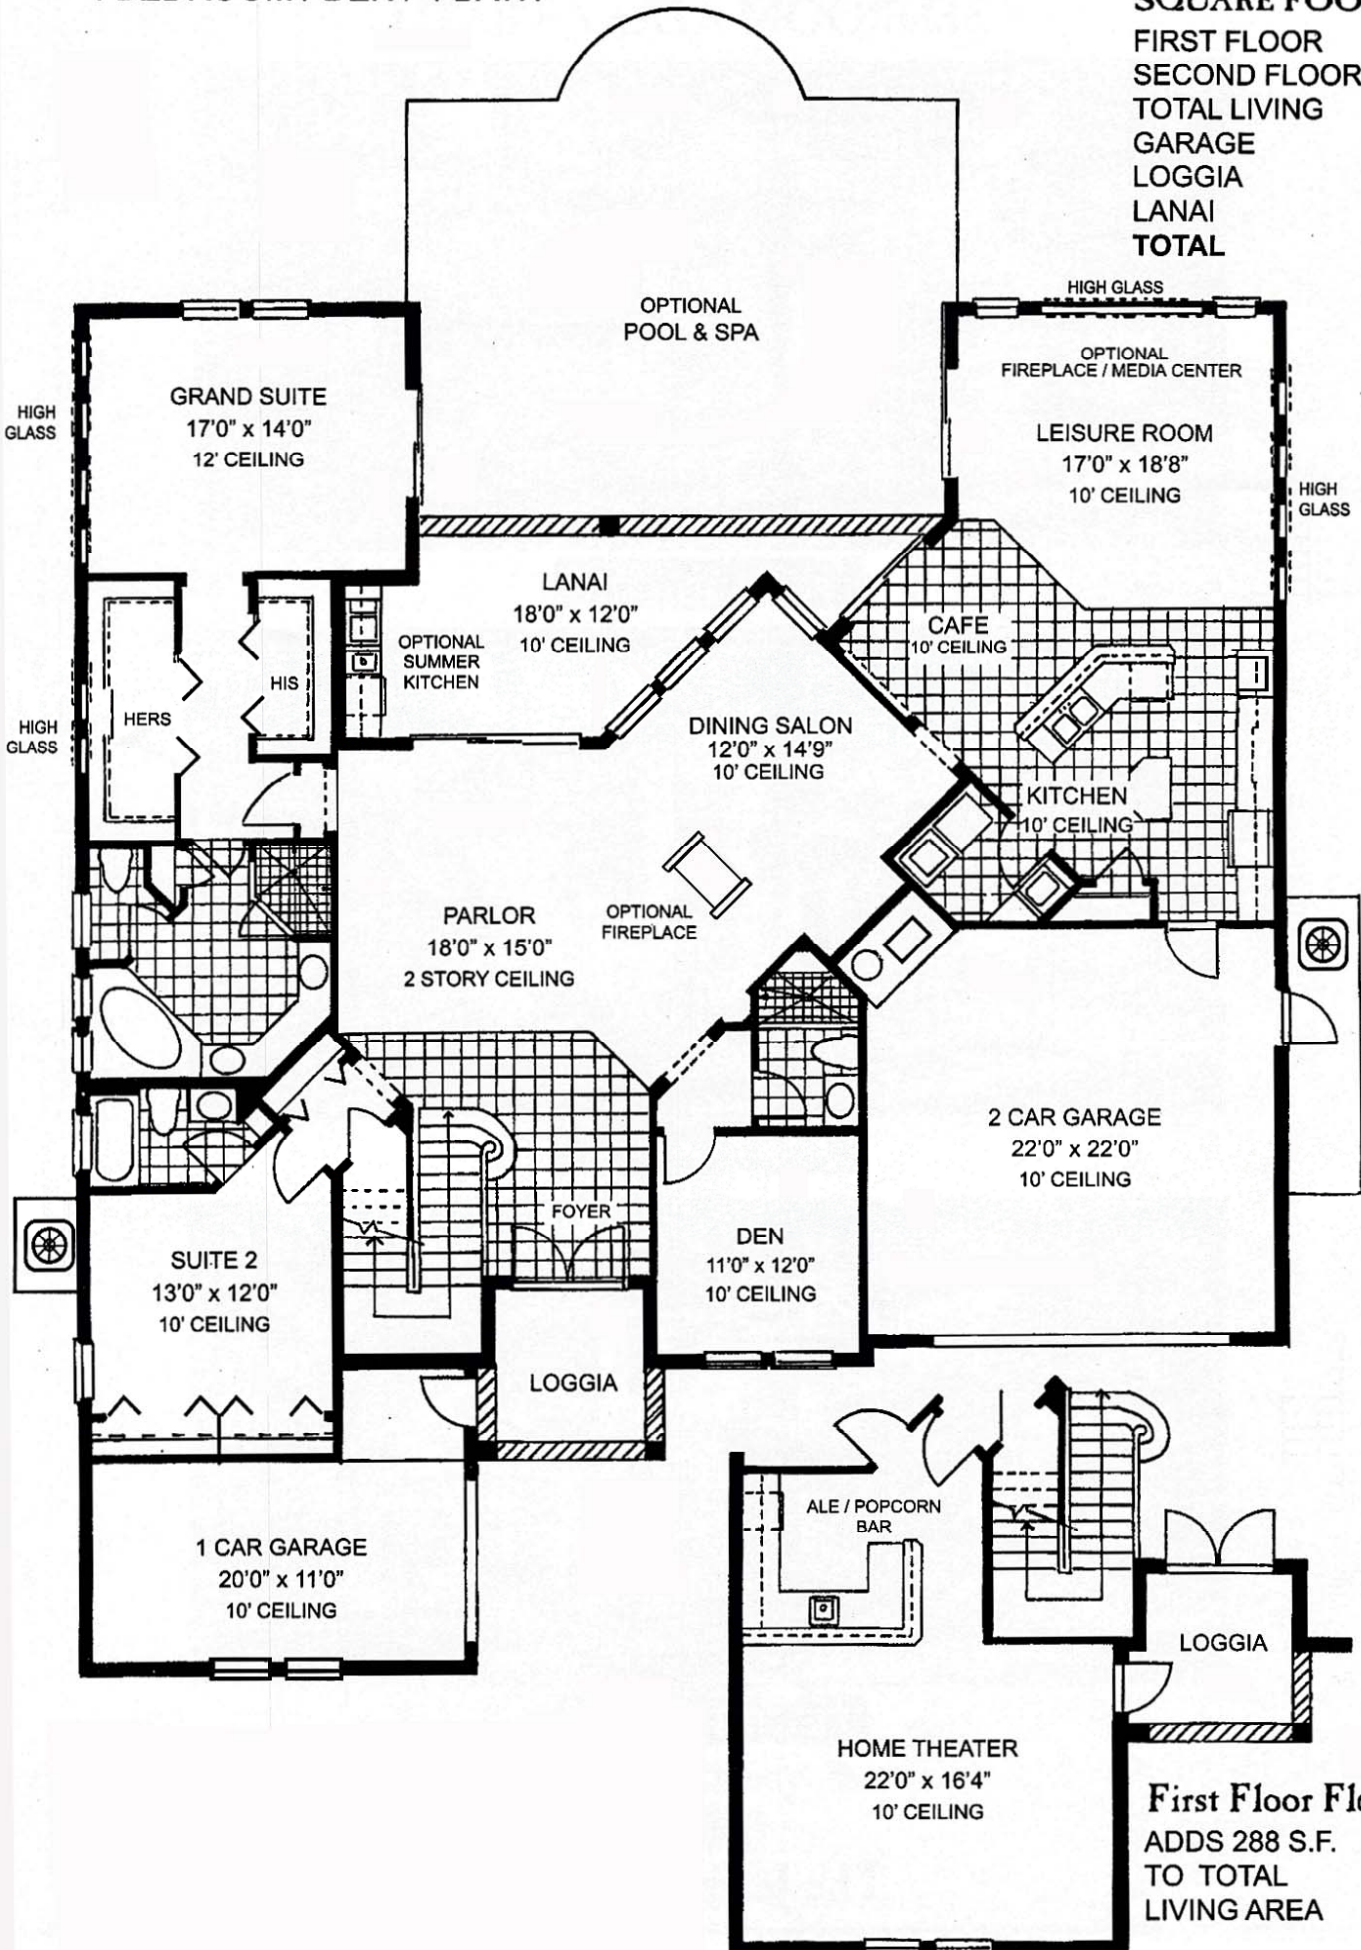 SQUARE FOO
FIRST FLOOR
SECOND FLOOR
TOTAL LIVING
GARAGE
LOGGIA
LANAI
TOTAL
HIGH GLASS
OPTIONAL
POOL & SPA
OPTIONAL
FIREPLACE / MEDIA CENTER
LEISURE ROOM
17'0" x 18'8"
10' CEILING
HIGH
GLASS
GRAND SUITE
17'0" x 14'0"
12' CEILING
HIGH
GLASS
LANAI
18'0" x 12'0"
10' CEILING
OPTIONAL
SUMMER
KITCHEN
CAFE
10' CEILING
HIS
HERS
HIGH
GLASS
DINING SALON
12'0" x 14'9"
10' CEILING
KITCHEN
10' CEILING
PARLOR
18'0" x 15'0"
2 STORY CEILING
OPTIONAL
FIREPLACE
2 CAR GARAGE
22'0" x 22'0"
10' CEILING
FOYER
DEN
11'0" x 12'0"
10' CEILING
SUITE 2
13'0" x 12'0"
10' CEILING
LOGGIA
1 CAR GARAGE
20'0" x 11'0"
10' CEILING
ALE / POPCORN
BAR
LOGGIA
HOME THEATER
22'0" x 16'4"
10' CEILING
First Floor Flo
ADDS 288 S.F.
TO TOTAL
LIVING AREA